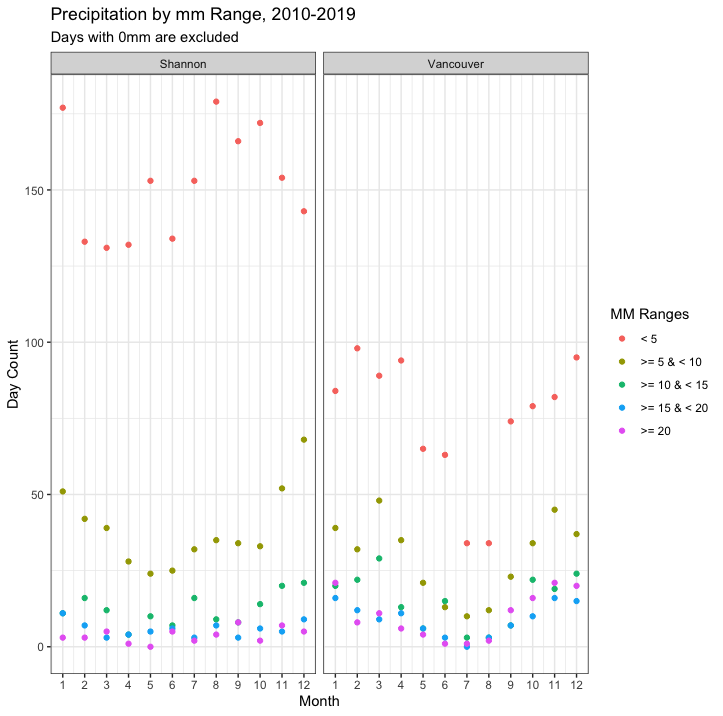 Precipitation by mm Range, 2010-2019
Days with 0mm are excluded
Shannon
Vancouver
150
100
50
0
Day Count
1 2 3 4 5 6 7 8 9 10 11 12
1 2 3 4 5 6 7 8 9 10 11 12
Month
MM Ranges
< 5
>= 5 & < 10
>= 10 & < 15
>= 15 & < 20
>= 20